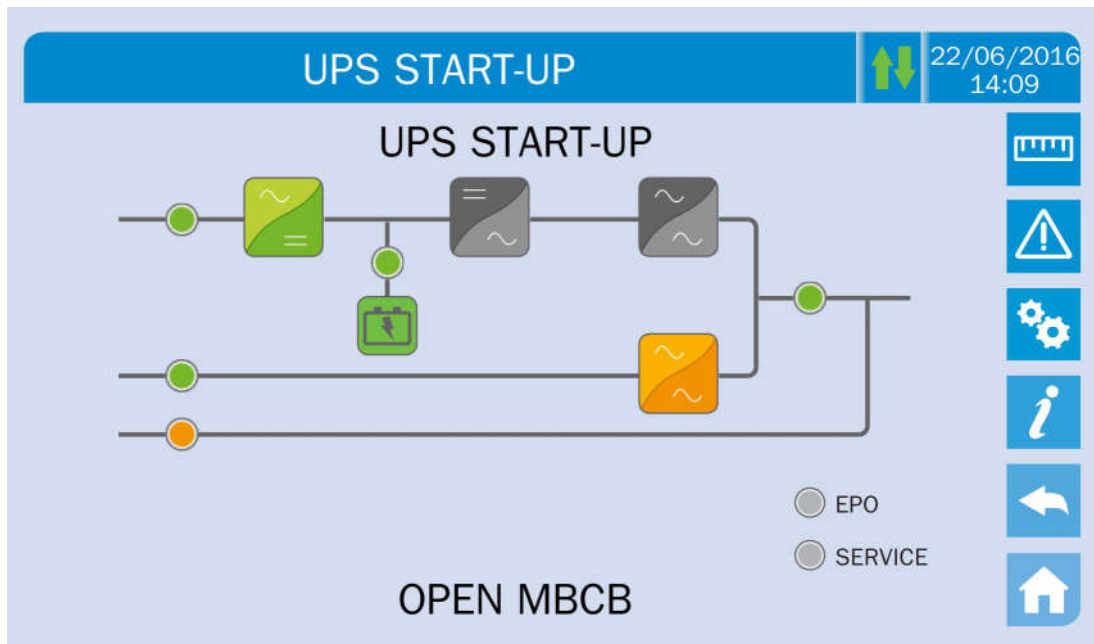 UPS START-UP
22/06/2016
14:09
UPS START-UP
EPO
SERVICE
OPEN MBCB